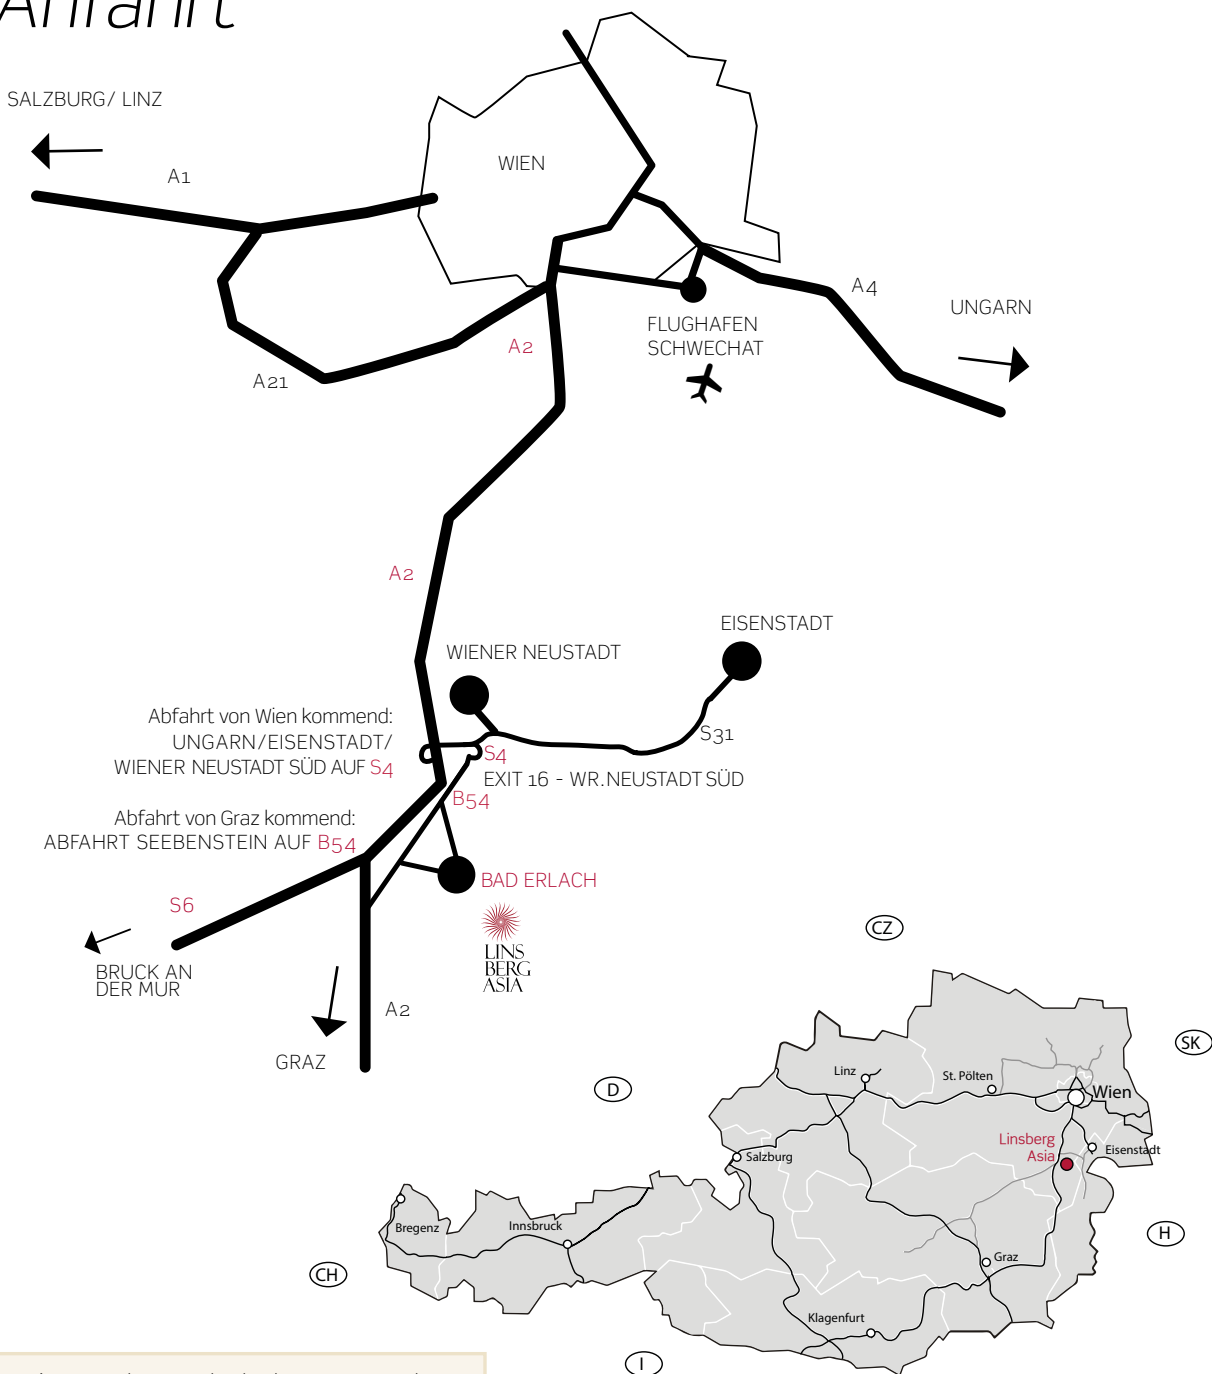 Anfahrt
SALZBURG/ LINZ
A1
WIEN
A4
UNGARN
FLUGHAFEN
SCHWECHAT
A2
A21
A2
EISENSTADT
WIENER NEUSTADT
Abfahrt von Wien kommend:
UNGARN/EISENSTADT/
WIENER NEUSTADT SÜD AUF S4
S31
S4
EXIT 16 - WR.NEUSTADT SÜD
B54
Abfahrt von Graz kommend:
ABFAHRT SEEBENSTEIN AUF B54
BAD ERLACH
S6
LINS
BERG
ASIA
BRUCK AN
DER MUR
A2
GRAZ
CZ
SK
D
Linz
St. Pölten
Wien
Linsberg
Asia
Eisenstadt
Salzburg
Bregenz
Innsbruck
H
Graz
CH
Klagenfurt
I